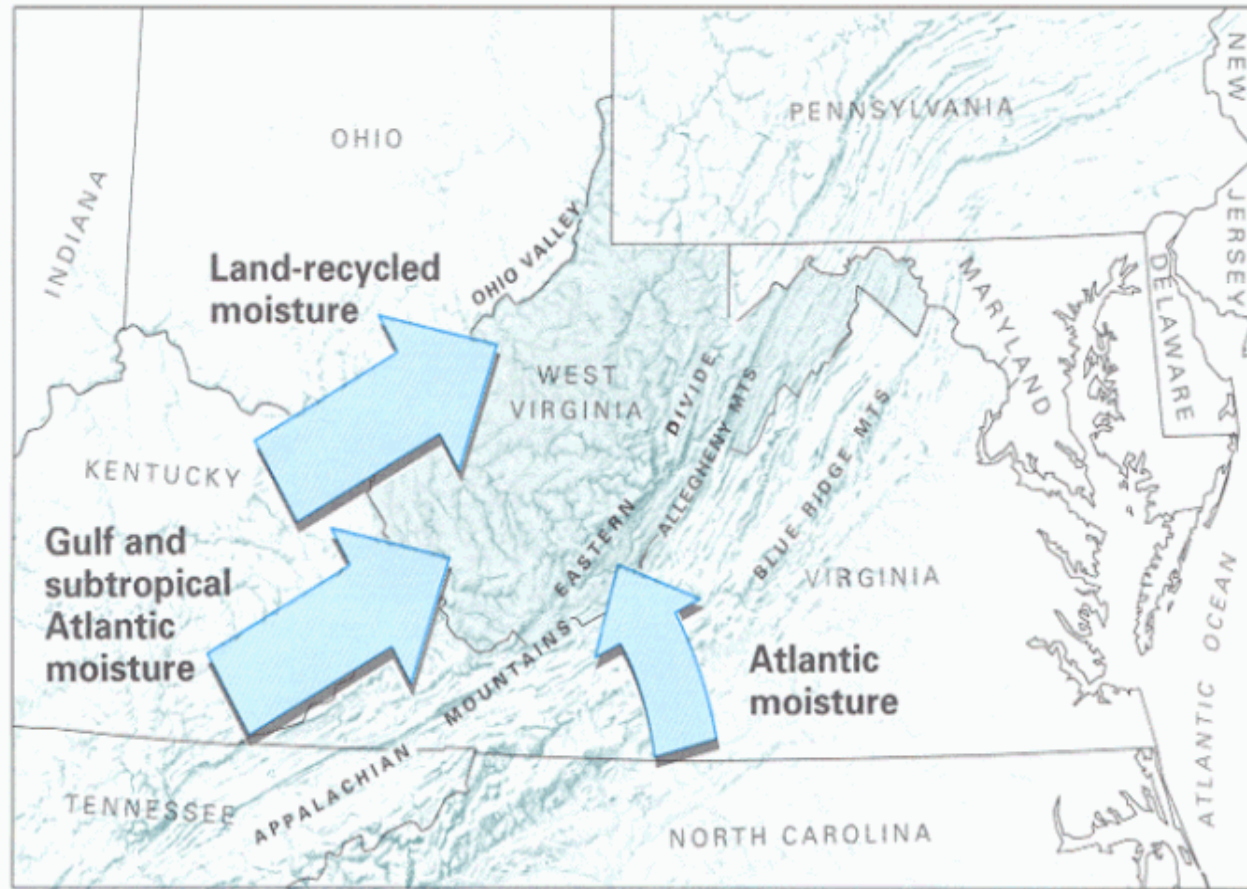 NEW
JERSEY
PENNSYLVANIA
OHIO
INDIANA
OHIO VALLEY
Land-recycled
moisture
MARYLAND
DELAWARE
WEST
VIRGINIA
EASTERN DIVIDE
ALLEGHENY MTS
BLUE RIDGE MTS
KENTUCKY
Gulf and
subtropical
Atlantic
moisture
VIRGINIA
Atlantic
moisture
ATLANTIC OCEAN
APPALACHIAN MOUNTAINS
TENNESSEE
NORTH CAROLINA